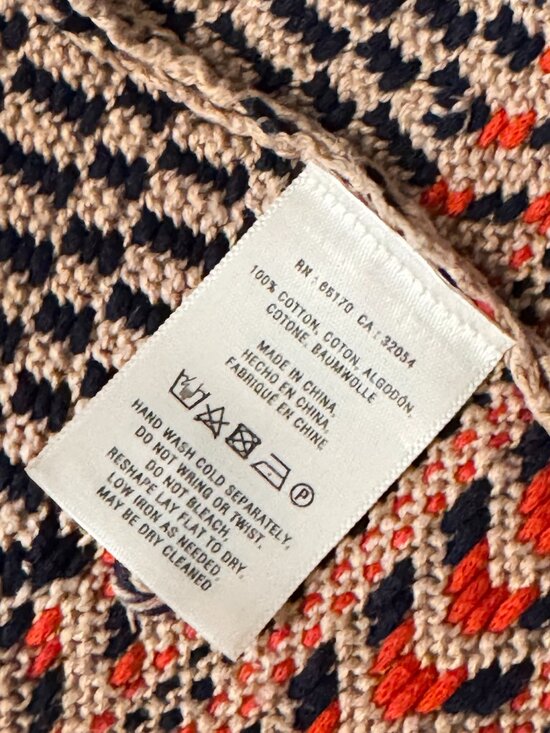 RN : 66170 CA : 32054
100% COTTON, COTON, ALGODÓN,
COTONE, BAUMWOLLE
MADE IN CHINA,
HECHO EN CHINA,
FABRIQUÉ EN CHINE
P
HAND WASH COLD SEPARATELY,
DO NOT WRING OR TWIST,
DO NOT BLEACH,
RESHAPE LAY FLAT TO DRY,
LOW IRON AS NEEDED,
MAY BE DRY CLEANED